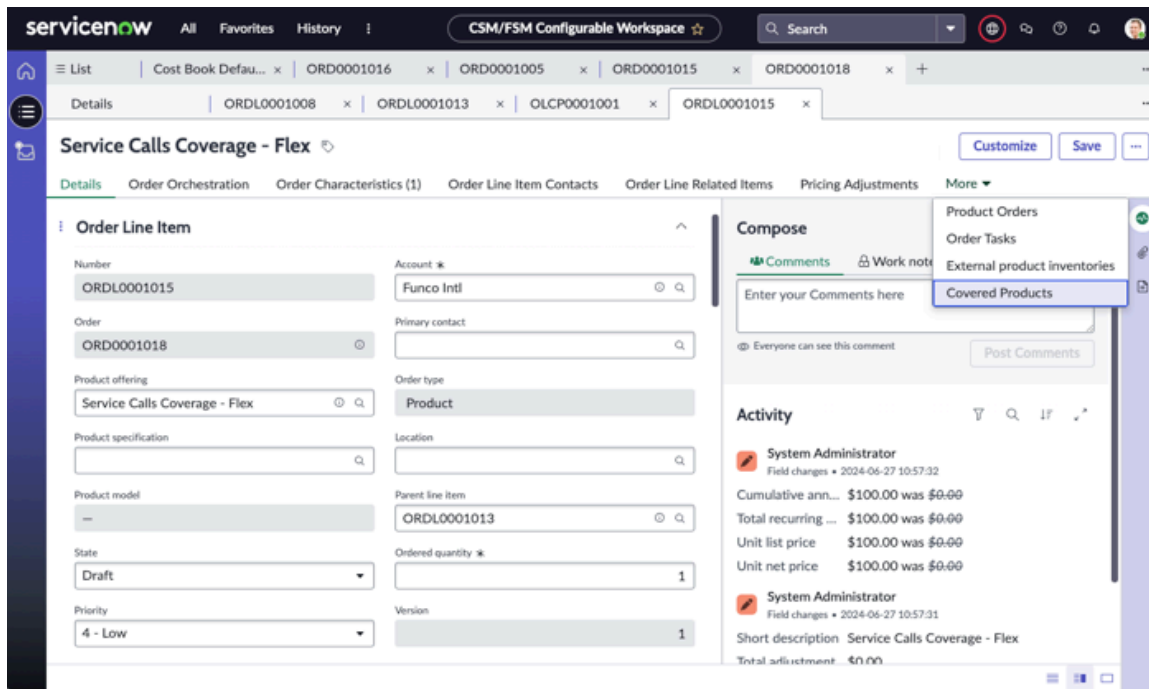 servicenow All Favorites History CSM/FSM Configurable Workspace Search
List Cost Book Defau... × ORD0001016 × ORD0001005 × ORD0001015 × ORD0001018 × +
Details ORDL0001008 × ORDL0001013 × OLCP0001001 × ORDL0001015 ×
Service Calls Coverage - Flex Customize Save
Details Order Orchestration Order Characteristics (1) Order Line Item Contacts Order Line Related Items Pricing Adjustments More
Product Orders
Order Tasks
External product inventories
Covered Products
Order Line Item
Number
ORDL0001015
Account *
Funco Intl
Order
ORD0001018
Primary contact
Product offering
Service Calls Coverage - Flex
Order type
Product
Product specification
Location
Product model
—
Parent line item
ORDL0001013
State
Draft
Ordered quantity *
1
Priority
4 - Low
Version
1
Compose
Comments Work note
Enter your Comments here
Everyone can see this comment
Post Comments
Activity
System Administrator
Field changes • 2024-06-27 10:57:32
Cumulative ann... $100.00 was $0.00
Total recurring ... $100.00 was $0.00
Unit list price $100.00 was $0.00
Unit net price $100.00 was $0.00
System Administrator
Field changes • 2024-06-27 10:57:31
Short description Service Calls Coverage - Flex
Total adjustment $0.00